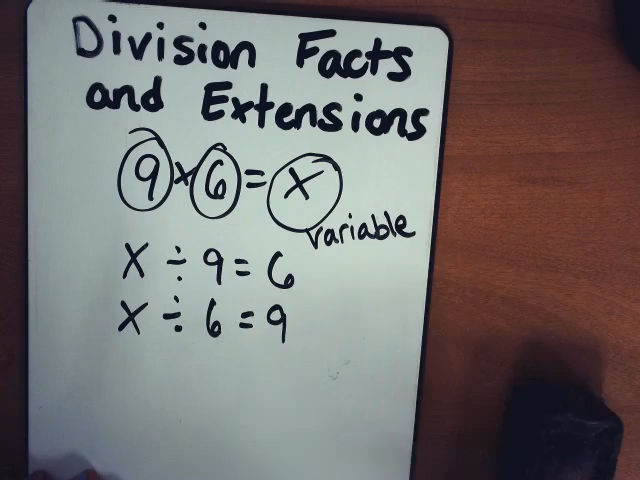 Division Facts
and Extensions
9 x 6 = x
variable
x ÷ 9 = 6
x ÷ 6 = 9